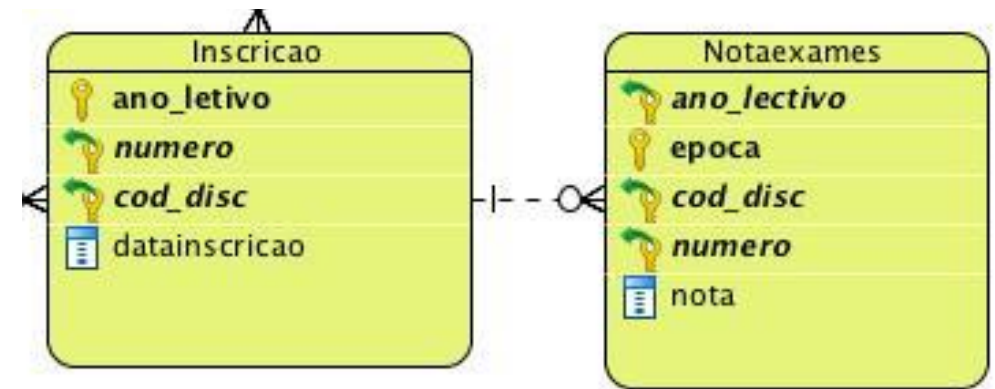 Inscricao
ano_letivo
numero
cod_disc
datainscricao
Notaexames
ano_lectivo
epoca
cod_disc
numero
nota